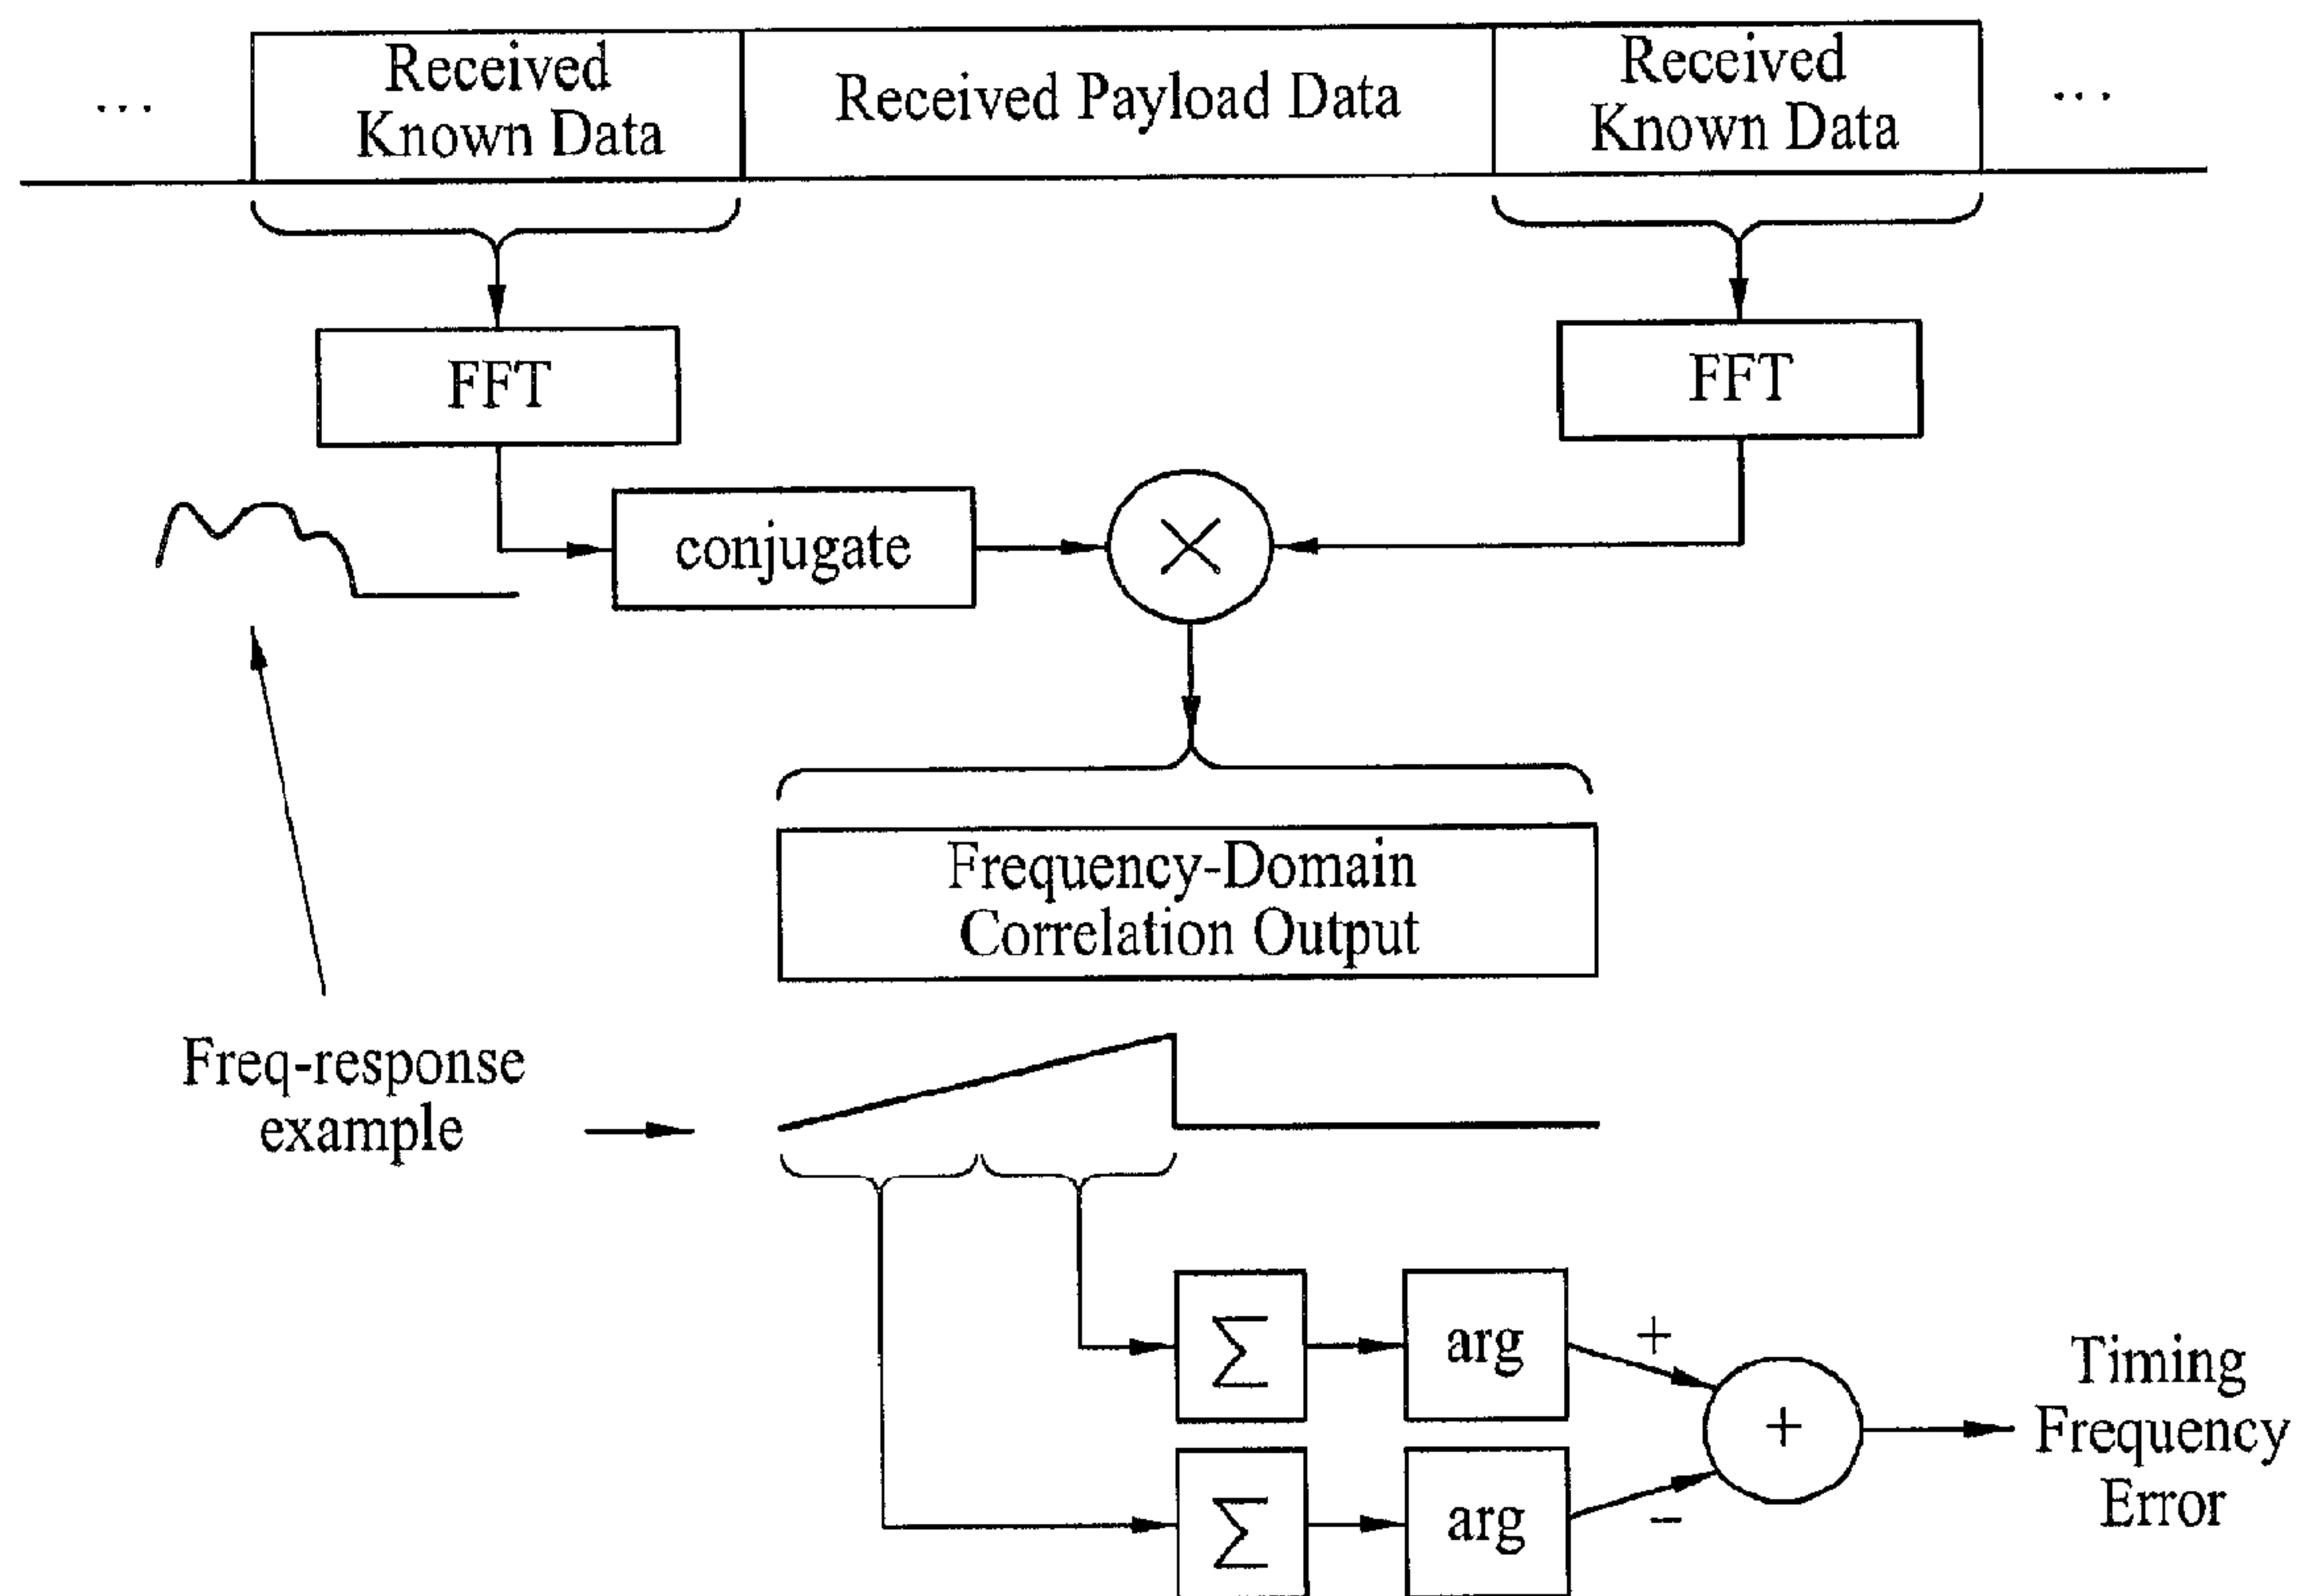 ...
Received
Known Data
Received Payload Data
Received
Known Data
...
FFT
FFT
conjugate
×
Frequency-Domain
Correlation Output
Freq-response
example
Σ
arg
+
+
Timing
Frequency
Error
Σ
arg
−